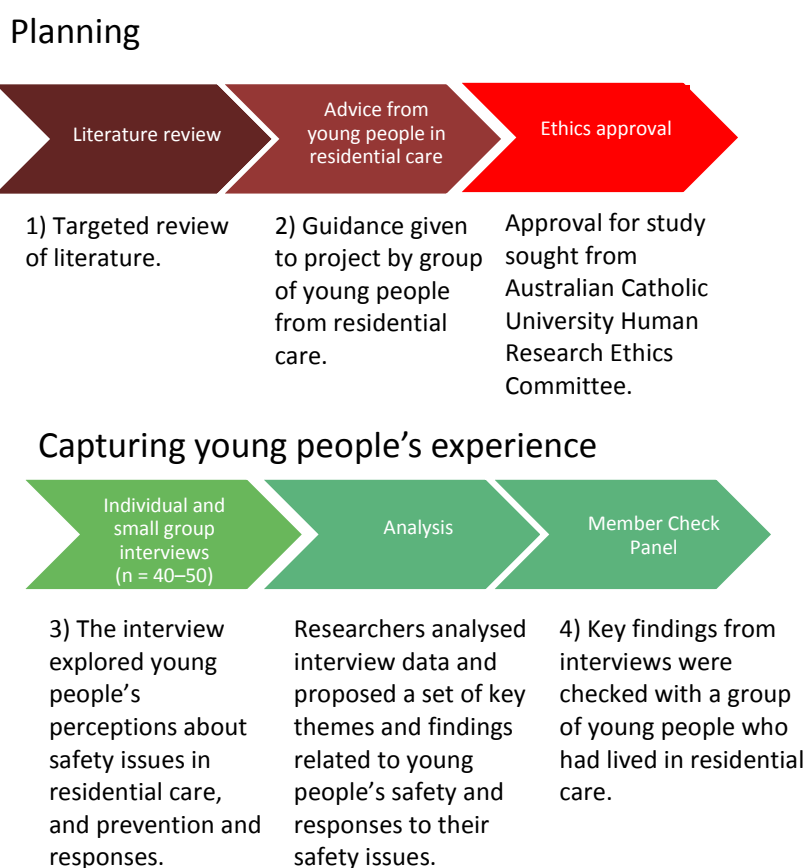 Planning
Literature review
Advice from
young people in
residential care
Ethics approval
1) Targeted review
of literature.
2) Guidance given
to project by group
of young people
from residential
care.
Approval for study
sought from
Australian Catholic
University Human
Research Ethics
Committee.
Capturing young people’s experience
Individual and
small group
interviews
(n = 40–50)
Analysis
Member Check
Panel
3) The interview
explored young
people’s
perceptions about
safety issues in
residential care,
and prevention and
responses.
Researchers analysed
interview data and
proposed a set of key
themes and findings
related to young
people’s safety and
responses to their
safety issues.
4) Key findings from
interviews were
checked with a group
of young people who
had lived in residential
care.